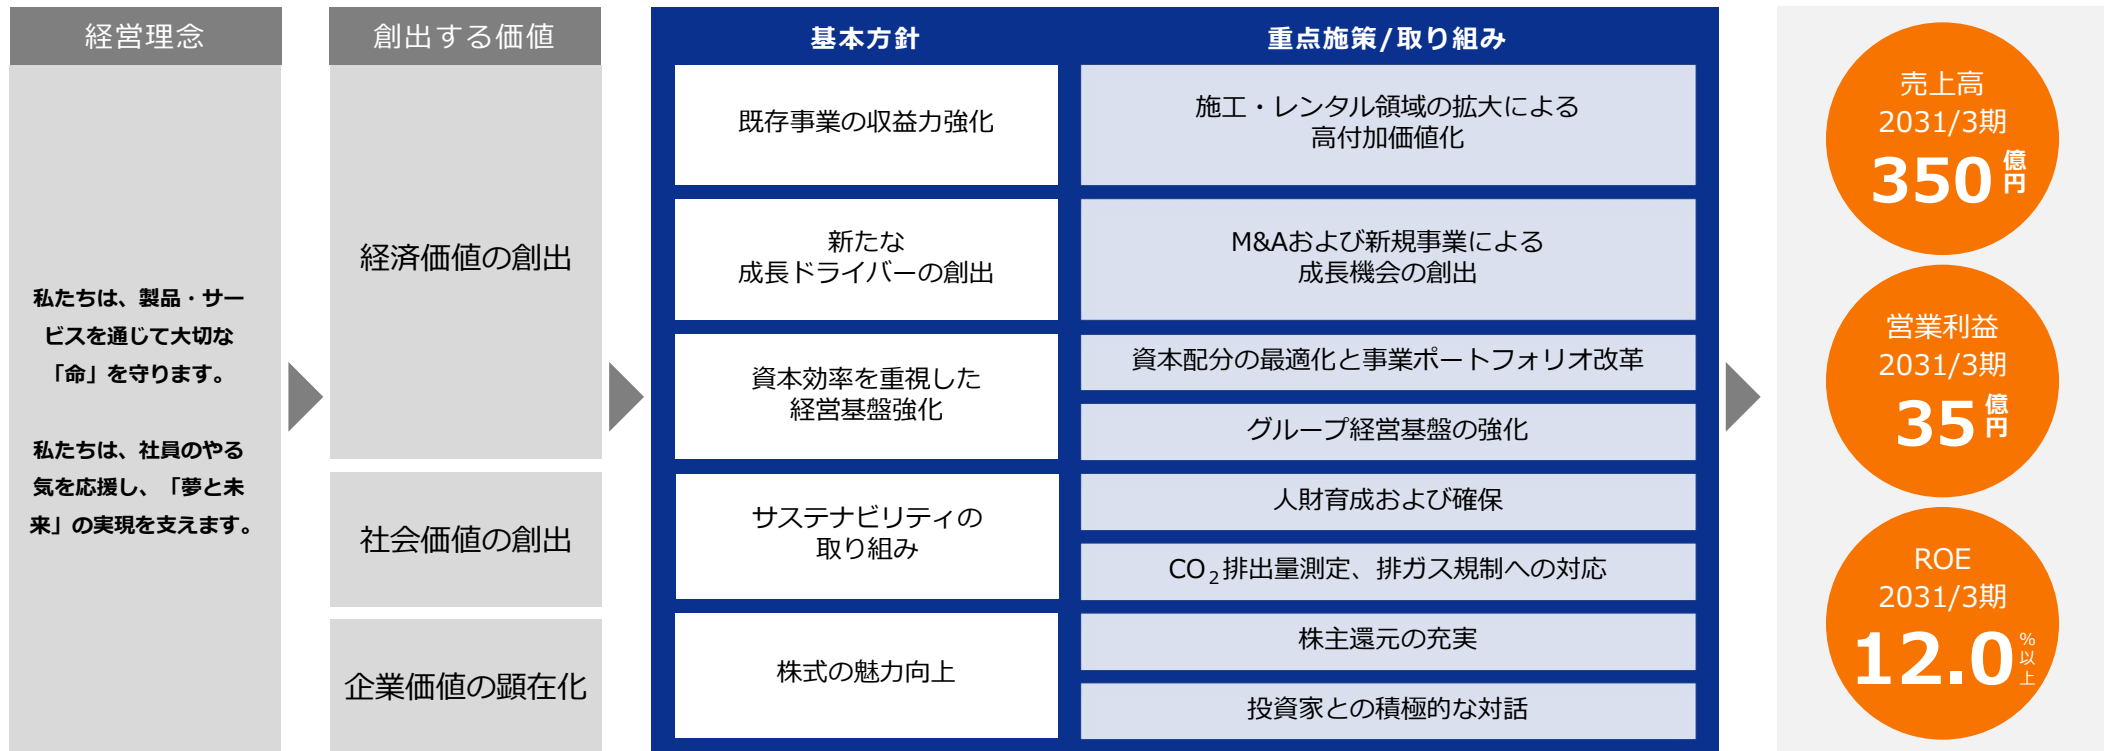 経営理念
私たちは、製品・サー
ビスを通じて大切な
「命」を守ります。
私たちは、社員のやる
気を応援し、「夢と未
来」の実現を支えます。
創出する価値
経済価値の創出
社会価値の創出
企業価値の顕在化
基本方針
重点施策/取り組み
既存事業の収益力強化
施工・レンタル領域の拡大による
高付加価値化
新たな
成長ドライバーの創出
M&Aおよび新規事業による
成長機会の創出
資本効率を重視した
経営基盤強化
資本配分の最適化と事業ポートフォリオ改革
グループ経営基盤の強化
サステナビリティの
取り組み
人財育成および確保
CO₂排出量測定、排ガス規制への対応
株式の魅力向上
株主還元の充実
投資家との積極的な対話
売上高
2031/3期
350億円
営業利益
2031/3期
35億円
ROE
2031/3期
12.0%以上